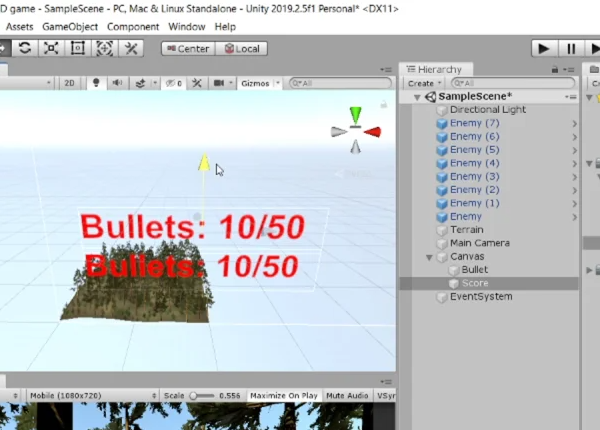 D game - SampleScene - PC, Mac & Linux Standalone - Unity 2019.2.5f1 Personal* <DX11>
Assets GameObject Component Window Help
Center Local
2D 0 Gizmos All
Hierarchy
Create All
SampleScene*
Directional Light
Enemy (7)
Enemy (6)
Enemy (5)
Enemy (4)
Enemy (3)
Enemy (2)
Enemy (1)
Enemy
Terrain
Main Camera
Canvas
Bullet
Score
EventSystem
Bullets: 10/50
Bullets: 10/50
Mobile (1080x720) Scale 0.556 Maximize On Play Mute Audio VSyr